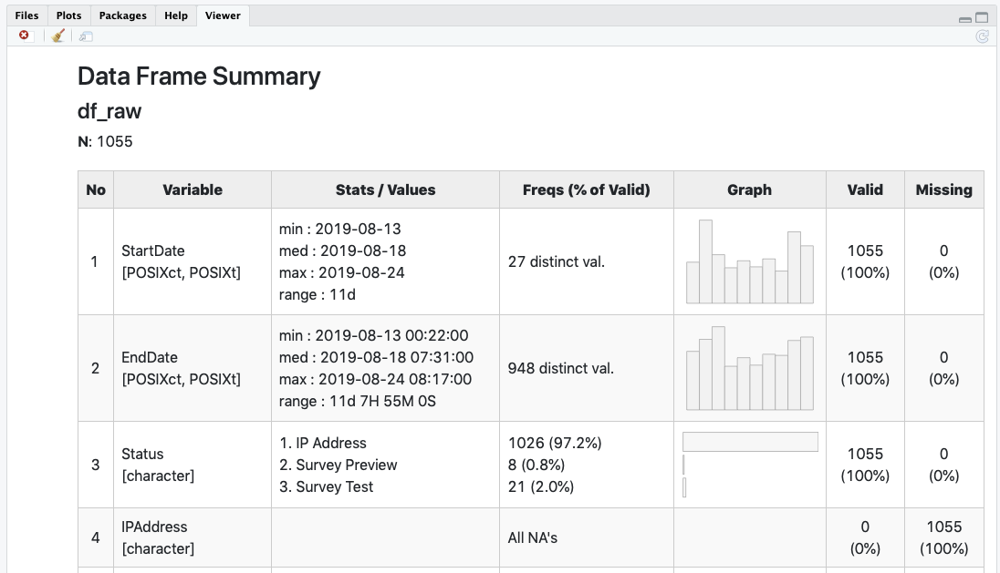 Files Plots Packages Help Viewer
Data Frame Summary
df_raw
N: 1055
No Variable Stats / Values Freqs (% of Valid) Graph Valid Missing
1
StartDate
[POSIXct, POSIXt]
min : 2019-08-13
med : 2019-08-18
max : 2019-08-24
range : 11d
27 distinct val.
1055
(100%)
0
(0%)
2
EndDate
[POSIXct, POSIXt]
min : 2019-08-13 00:22:00
med : 2019-08-18 07:31:00
max : 2019-08-24 08:17:00
range : 11d 7H 55M 0S
948 distinct val.
1055
(100%)
0
(0%)
3
Status
[character]
1. IP Address
2. Survey Preview
3. Survey Test
1026 (97.2%)
8 (0.8%)
21 (2.0%)
1055
(100%)
0
(0%)
4
IPAddress
[character]
All NA's
0
(0%)
1055
(100%)